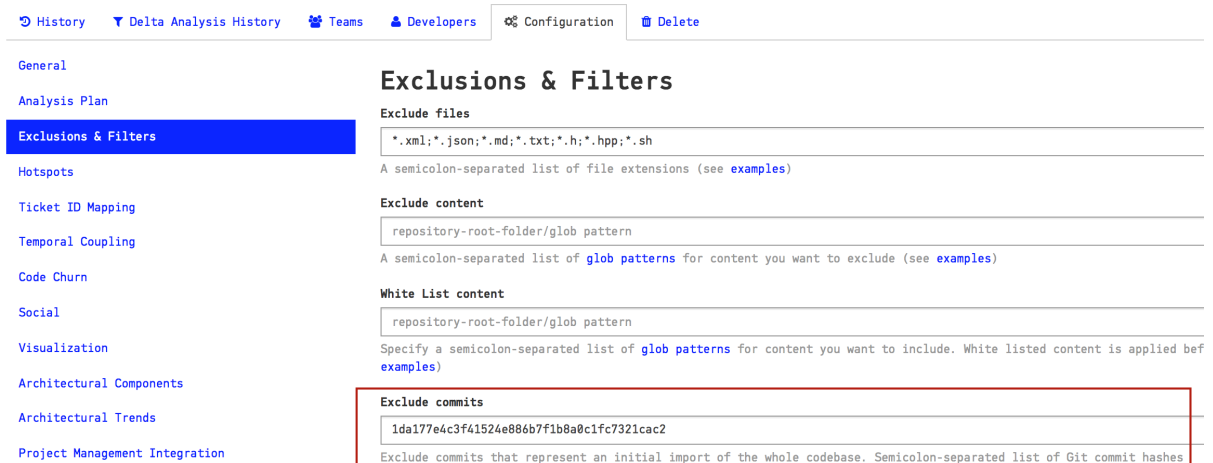 History Delta Analysis History Teams Developers Configuration Delete
General
Analysis Plan
Exclusions & Filters
Hotspots
Ticket ID Mapping
Temporal Coupling
Code Churn
Social
Visualization
Architectural Components
Architectural Trends
Project Management Integration
Exclusions & Filters
Exclude files
*.xml;*.json;*.md;*.txt;*.h;*.hpp;*.sh
A semicolon-separated list of file extensions (see examples)
Exclude content
repository-root-folder/glob pattern
A semicolon-separated list of glob patterns for content you want to exclude (see examples)
White List content
repository-root-folder/glob pattern
Specify a semicolon-separated list of glob patterns for content you want to include. White listed content is applied bef
examples)
Exclude commits
1da177e4c3f41524e886b7f1b8a0c1fc7321cac2
Exclude commits that represent an initial import of the whole codebase. Semicolon-separated list of Git commit hashes